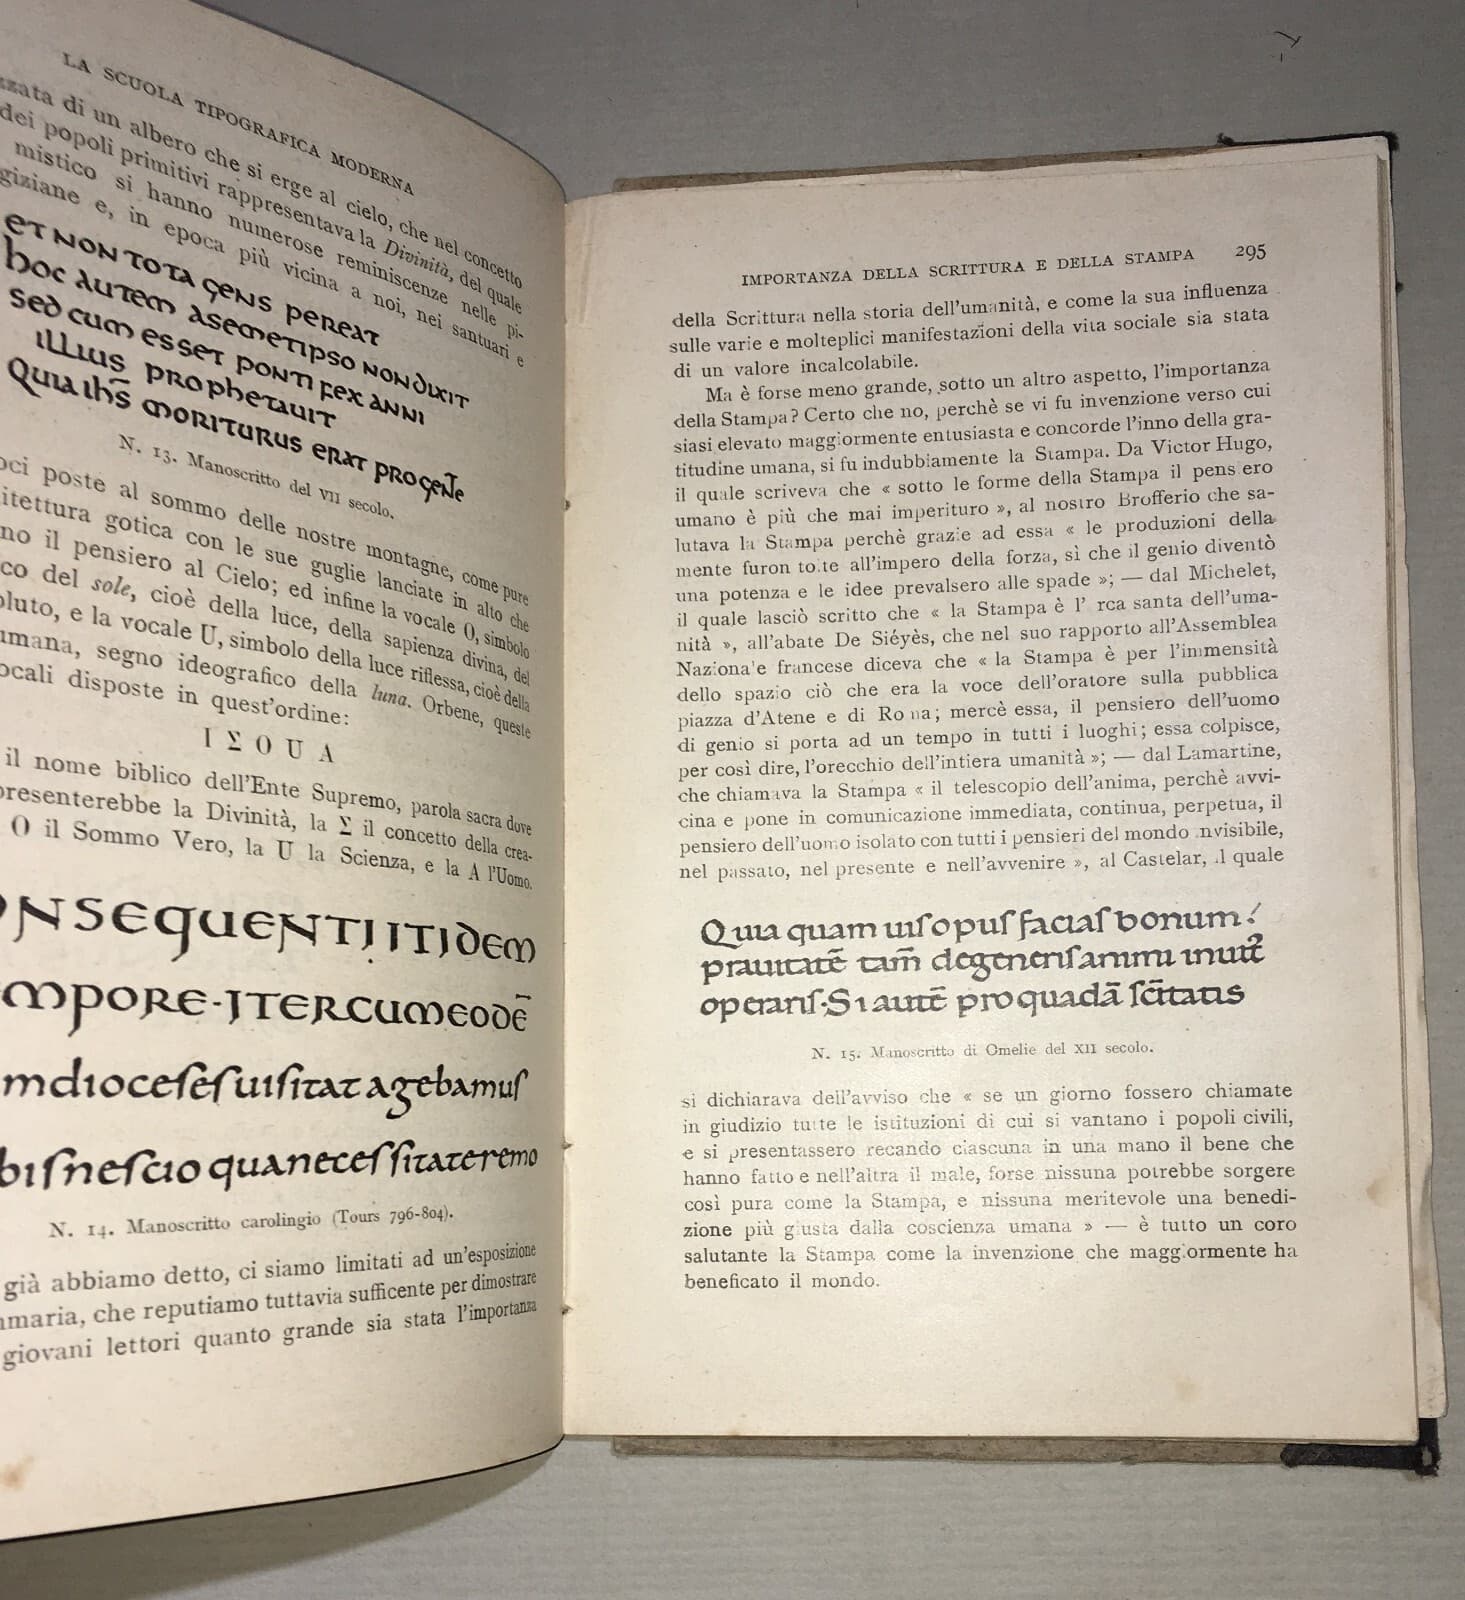 LA SCUOLA TIPOGRAFICA MODERNA
di un albero che si erge al cielo, che nel concetto
dei popoli primitivi rappresentava la Divinità, del quale
mistico si hanno numerose reminiscenze nelle pi-
e, in epoca più vicina a noi, nei santuari e
ET NON TOTA GENS PEREAT
hoc AUTEM ASEMETIPSO NON DIXIT
SED CUM ESSET PONTIFEX ANNI
ILLIUS PROPHETAUIT
QUIA IHS̄ MORITURUS ERAT PRO GENTE
N. 13. Manoscritto del VII secolo.
poste al sommo delle nostre montagne, come pure
gotica con le sue guglie lanciate in alto che
il pensiero al Cielo; ed infine la vocale O, simbolo
del sole, cioè della luce, della sapienza divina, del
e la vocale U, simbolo della luce riflessa, cioè della
segno ideografico della luna. Orbene, queste
disposte in quest'ordine:
I Σ O U A
il nome biblico dell'Ente Supremo, parola sacra dove
la Divinità, la Σ il concetto della crea-
O il Sommo Vero, la U la Scienza, e la A l'Uomo.
NSEQUENTI ITIDEM
MPORE·ITERCUMEODĒ
mdioceſeſuiſitat agebamuſ
biſneſcio quaneceſſitateremo
N. 14. Manoscritto carolingio (Tours 796-804).
già abbiamo detto, ci siamo limitati ad un'esposizione
che reputiamo tuttavia sufficente per dimostrare
giovani lettori quanto grande sia stata l'importanza
IMPORTANZA DELLA SCRITTURA E DELLA STAMPA 295
della Scrittura nella storia dell'umanità, e come la sua influenza
sulle varie e molteplici manifestazioni della vita sociale sia stata
di un valore incalcolabile.
Ma è forse meno grande, sotto un altro aspetto, l'importanza
della Stampa? Certo che no, perchè se vi fu invenzione verso cui
siasi elevato maggiormente entusiasta e concorde l'inno della gra-
titudine umana, si fu indubbiamente la Stampa. Da Victor Hugo,
il quale scriveva che « sotto le forme della Stampa il pensiero
umano è più che mai imperituro », al nostro Brofferio che sa-
lutava la Stampa perchè grazie ad essa « le produzioni della
mente furon tolte all'impero della forza, sì che il genio diventò
una potenza e le idee prevalsero alle spade »; — dal Michelet,
il quale lasciò scritto che « la Stampa è l'arca santa dell'uma-
nità », all'abate De Siéyès, che nel suo rapporto all'Assemblea
Nazionale francese diceva che « la Stampa è per l'immensità
dello spazio ciò che era la voce dell'oratore sulla pubblica
piazza d'Atene e di Roma; mercè essa, il pensiero dell'uomo
di genio si porta ad un tempo in tutti i luoghi; essa colpisce,
per così dire, l'orecchio dell'intiera umanità »; — dal Lamartine,
che chiamava la Stampa « il telescopio dell'anima, perchè avvi-
cina e pone in comunicazione immediata, continua, perpetua, il
pensiero dell'uomo isolato con tutti i pensieri del mondo invisibile,
nel passato, nel presente e nell'avvenire », al Castelar, il quale
Quia quam uiſ opuſ faciaſ bonum!
prauitatē tam̄ degeneriſ animi
operariſ. Si autē pro quadā sc̄itatis
N. 15. Manoscritto di Omelie del XII secolo.
si dichiarava dell'avviso che « se un giorno fossero chiamate
in giudizio tutte le istituzioni di cui si vantano i popoli civili,
e si presentassero recando ciascuna in una mano il bene che
hanno fatto e nell'altra il male, forse nissuna potrebbe sorgere
così pura come la Stampa, e nissuna meritevole una benedi-
zione più giusta dalla coscienza umana » — è tutto un coro
salutante la Stampa come la invenzione che maggiormente ha
beneficato il mondo.